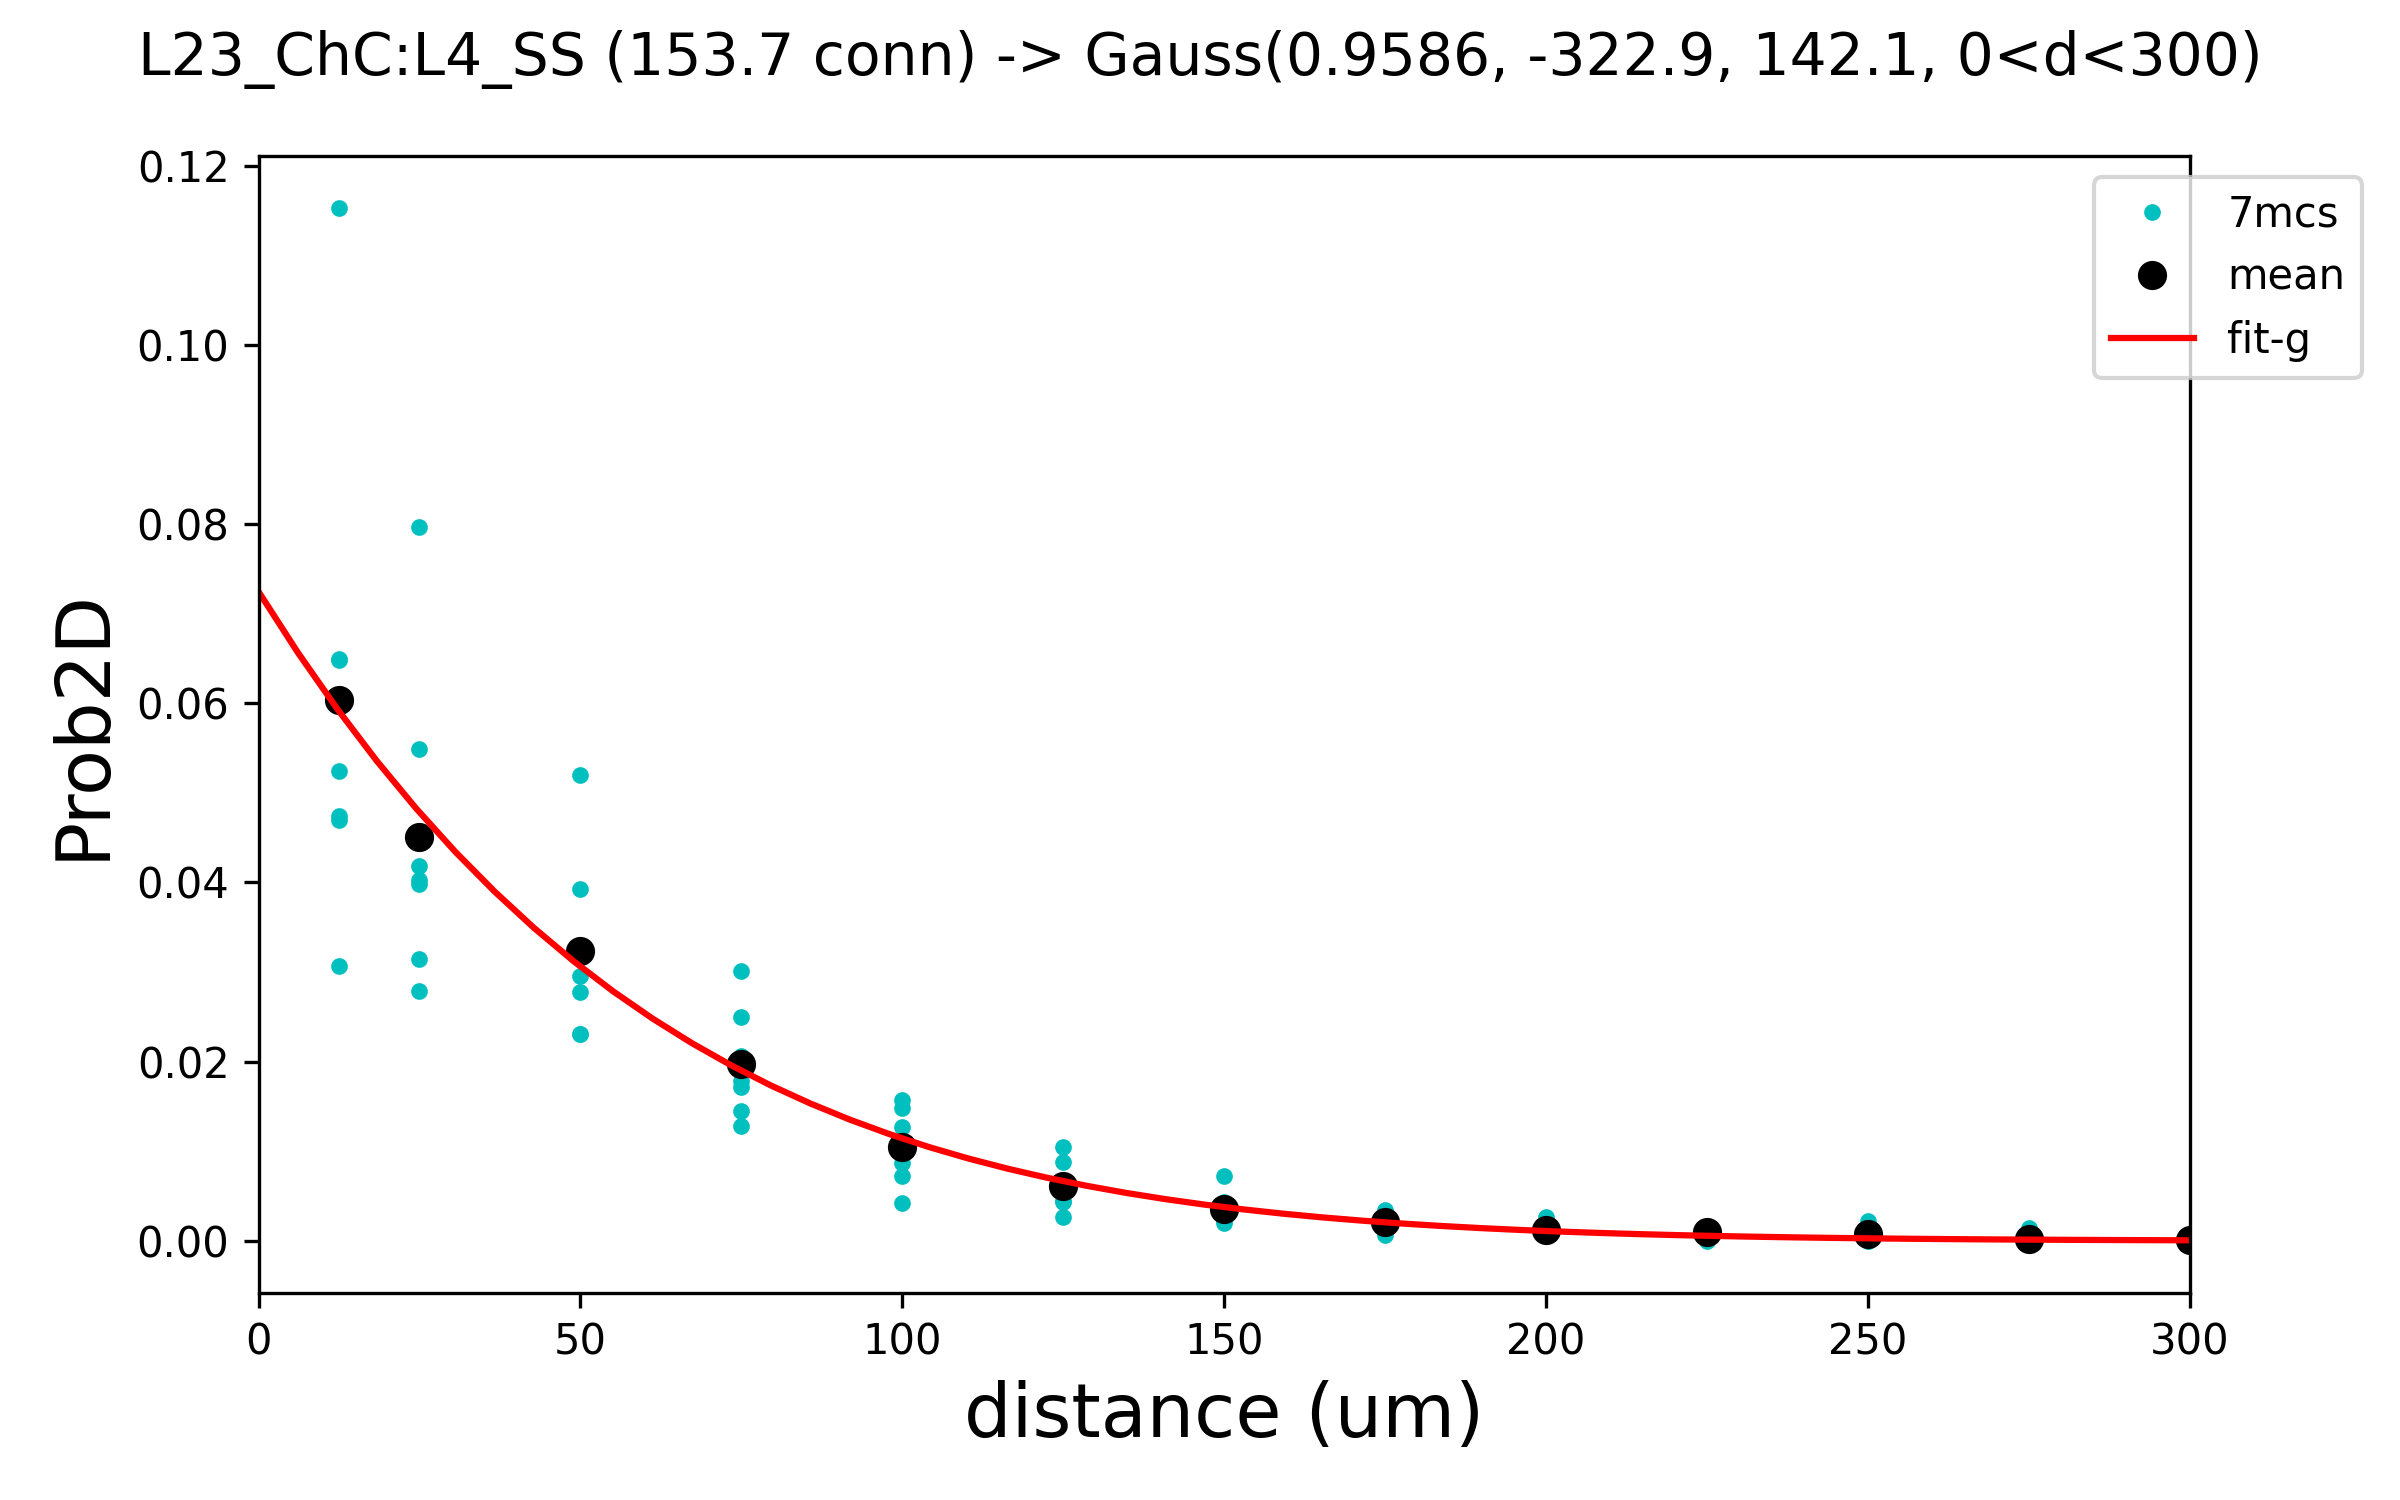 L23_ChC:L4_SS (153.7 conn) -> Gauss(0.9586, -322.9, 142.1, 0<d<300)
0.12
0.10
0.08
0.06
0.04
0.02
0.00
Prob2D
7mcs
mean
fit-g
0 50 100 150 200 250 300
distance (um)